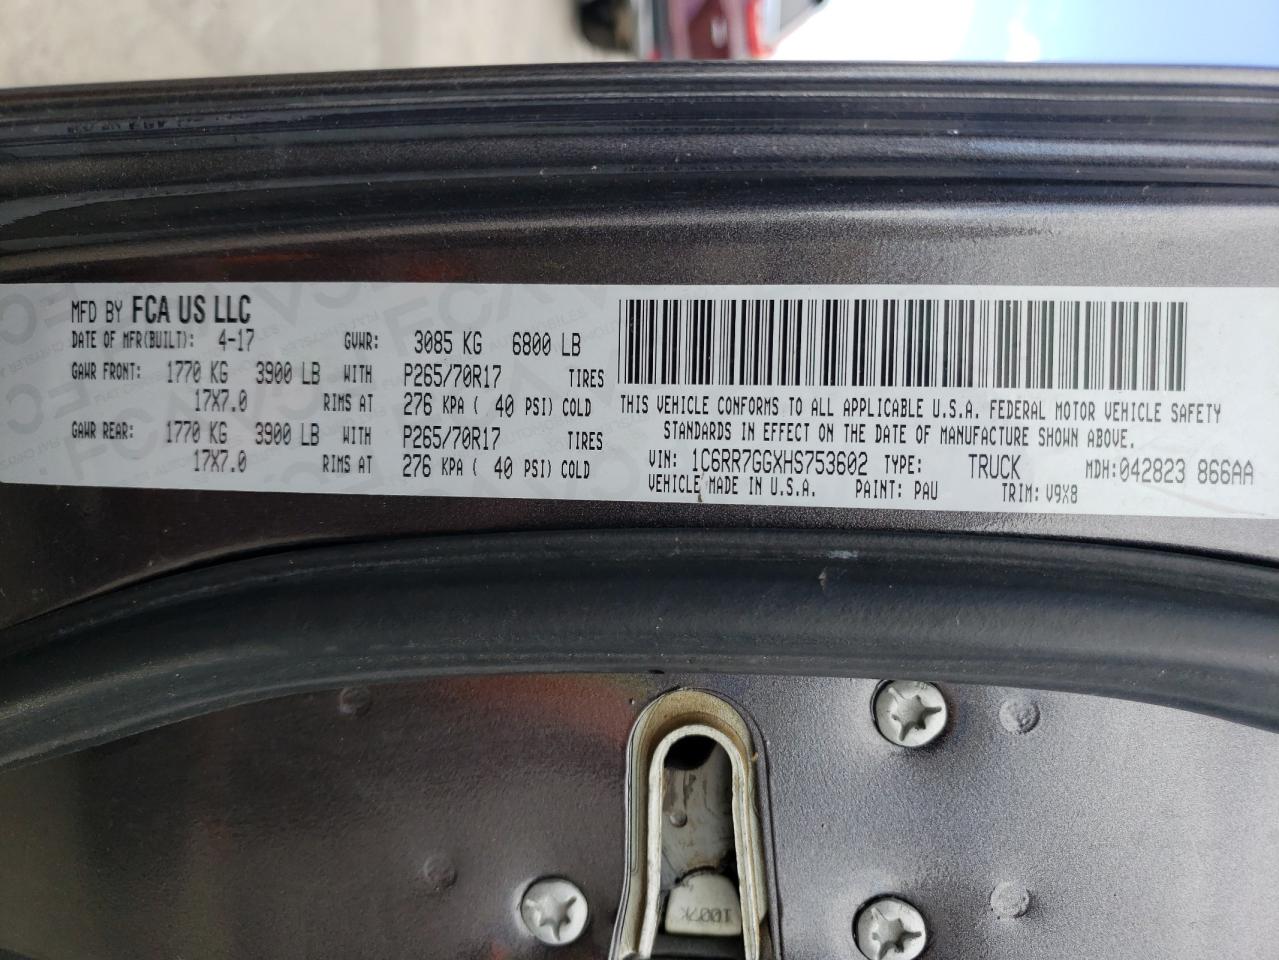 MFD BY FCA US LLC
DATE OF MFR(BUILT): 4-17 GVWR: 3085 KG 6800 LB
GAWR FRONT: 1770 KG 3900 LB WITH P265/70R17 TIRES
17X7.0 RIMS AT 276 KPA ( 40 PSI) COLD
GAWR REAR: 1770 KG 3900 LB WITH P265/70R17 TIRES
17X7.0 RIMS AT 276 KPA ( 40 PSI) COLD
THIS VEHICLE CONFORMS TO ALL APPLICABLE U.S.A. FEDERAL MOTOR VEHICLE SAFETY
STANDARDS IN EFFECT ON THE DATE OF MANUFACTURE SHOWN ABOVE.
VIN: 1C6RR7GGXHS753602 TYPE: TRUCK MDH:042823 866AA
VEHICLE MADE IN U.S.A. PAINT: PAU TRIM: V9X8
1007K